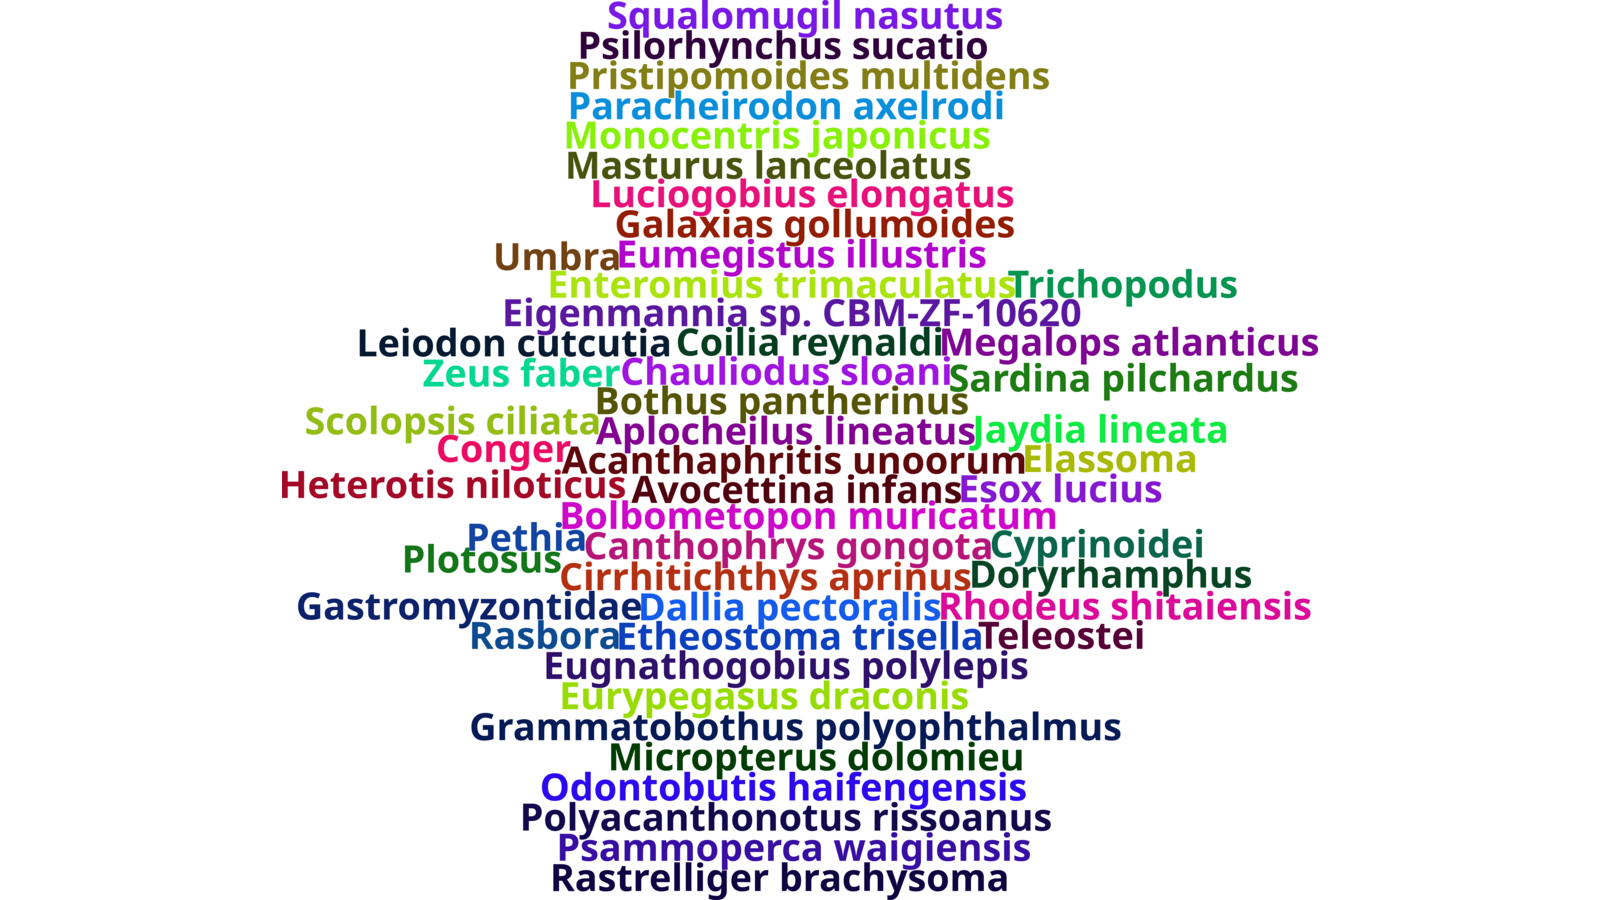 Squalomugil nasutus
Psilorhynchus sucatio
Pristipomoides multidens
Paracheirodon axelrodi
Monocentris japonicus
Masturus lanceolatus
Luciogobius elongatus
Galaxias gollumoides
Umbra Eumegistus illustris
Enteromius trimaculatus Trichopodus
Eigenmannia sp. CBM-ZF-10620
Leiodon cutcutia Coilia reynaldi Megalops atlanticus
Zeus faber Chauliodus sloani Sardina pilchardus
Bothus pantherinus
Scolopsis ciliata Aplocheilus lineatus Jaydia lineata
Conger Acanthaphritis unoorum Elassoma
Heterotis niloticus Avocettina infans Esox lucius
Bolbometopon muricatum
Pethia Canthophrys gongota Cyprinoidei
Plotosus Cirrhitichthys aprinus Doryrhamphus
Gastromyzontidae Dallia pectoralis Rhodeus shitaiensis
Rasbora Etheostoma trisella Teleostei
Eugnathogobius polylepis
Eurypegasus draconis
Grammatobothus polyophthalmus
Micropterus dolomieu
Odontobutis haifengensis
Polyacanthonotus rissoanus
Psammoperca waigiensis
Rastrelliger brachysoma